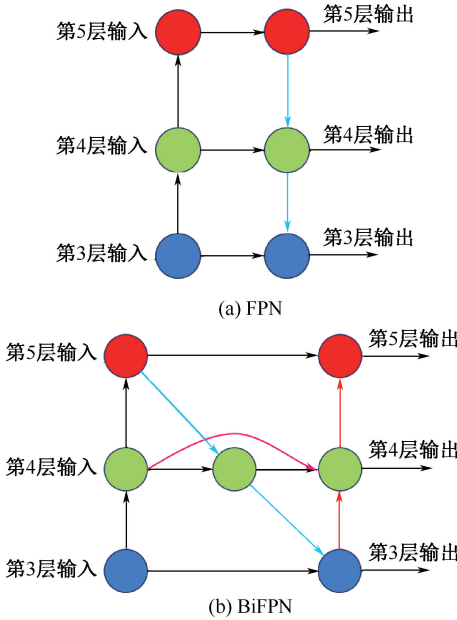 第5层输入
第5层输出
第4层输入
第4层输出
第3层输入
第3层输出
(a) FPN
第5层输入
第5层输出
第4层输入
第4层输出
第3层输入
第3层输出
(b) BiFPN